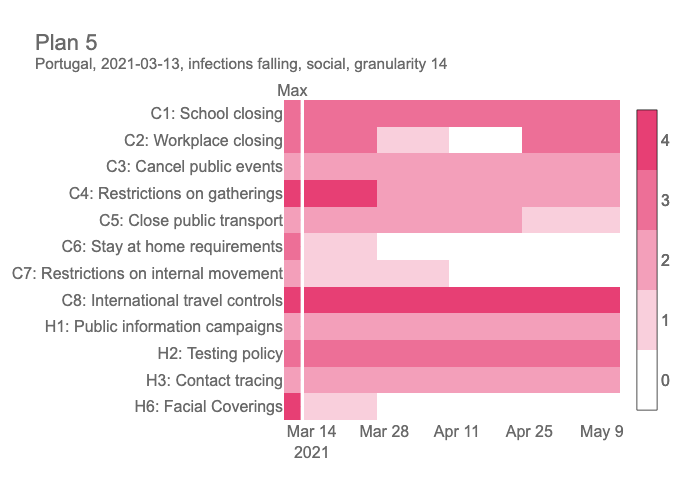 Plan 5
Portugal, 2021-03-13, infections falling, social, granularity 14
Max
C1: School closing
C2: Workplace closing
C3: Cancel public events
C4: Restrictions on gatherings
C5: Close public transport
C6: Stay at home requirements
C7: Restrictions on internal movement
C8: International travel controls
H1: Public information campaigns
H2: Testing policy
H3: Contact tracing
H6: Facial Coverings
Mar 14 Mar 28 Apr 11 Apr 25 May 9
2021
4
3
2
1
0